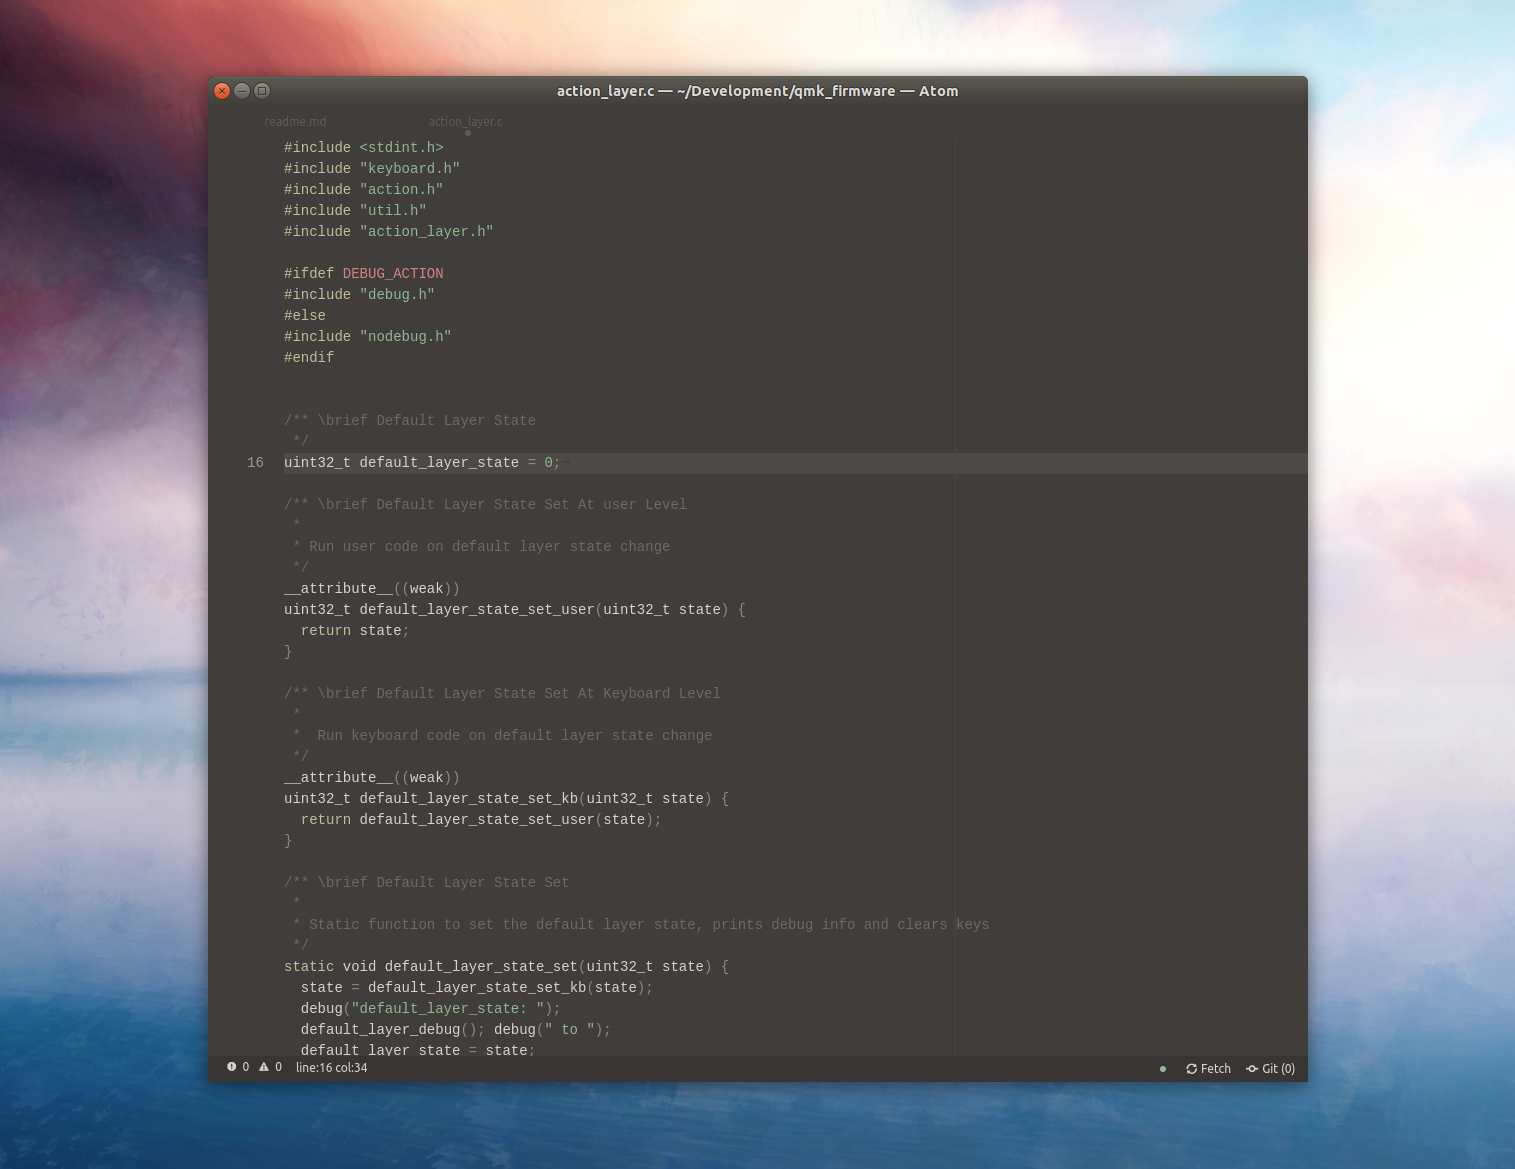 action_layer.c — ~/Development/qmk_firmware — Atom
readme.md action_layer.c
#include <stdint.h>
#include "keyboard.h"
#include "action.h"
#include "util.h"
#include "action_layer.h"
#ifdef DEBUG_ACTION
#include "debug.h"
#else
#include "nodebug.h"
#endif
/** \brief Default Layer State
 */
16 uint32_t default_layer_state = 0;¬
/** \brief Default Layer State Set At user Level
 *
 * Run user code on default layer state change
 */
__attribute__((weak))
uint32_t default_layer_state_set_user(uint32_t state) {
  return state;
}
/** \brief Default Layer State Set At Keyboard Level
 *
 *  Run keyboard code on default layer state change
 */
__attribute__((weak))
uint32_t default_layer_state_set_kb(uint32_t state) {
  return default_layer_state_set_user(state);
}
/** \brief Default Layer State Set
 *
 * Static function to set the default layer state, prints debug info and clears keys
 */
static void default_layer_state_set(uint32_t state) {
  state = default_layer_state_set_kb(state);
  debug("default_layer_state: ");
  default_layer_debug(); debug(" to ");
  default_layer_state = state;
0 0 line:16 col:34 Fetch Git (0)